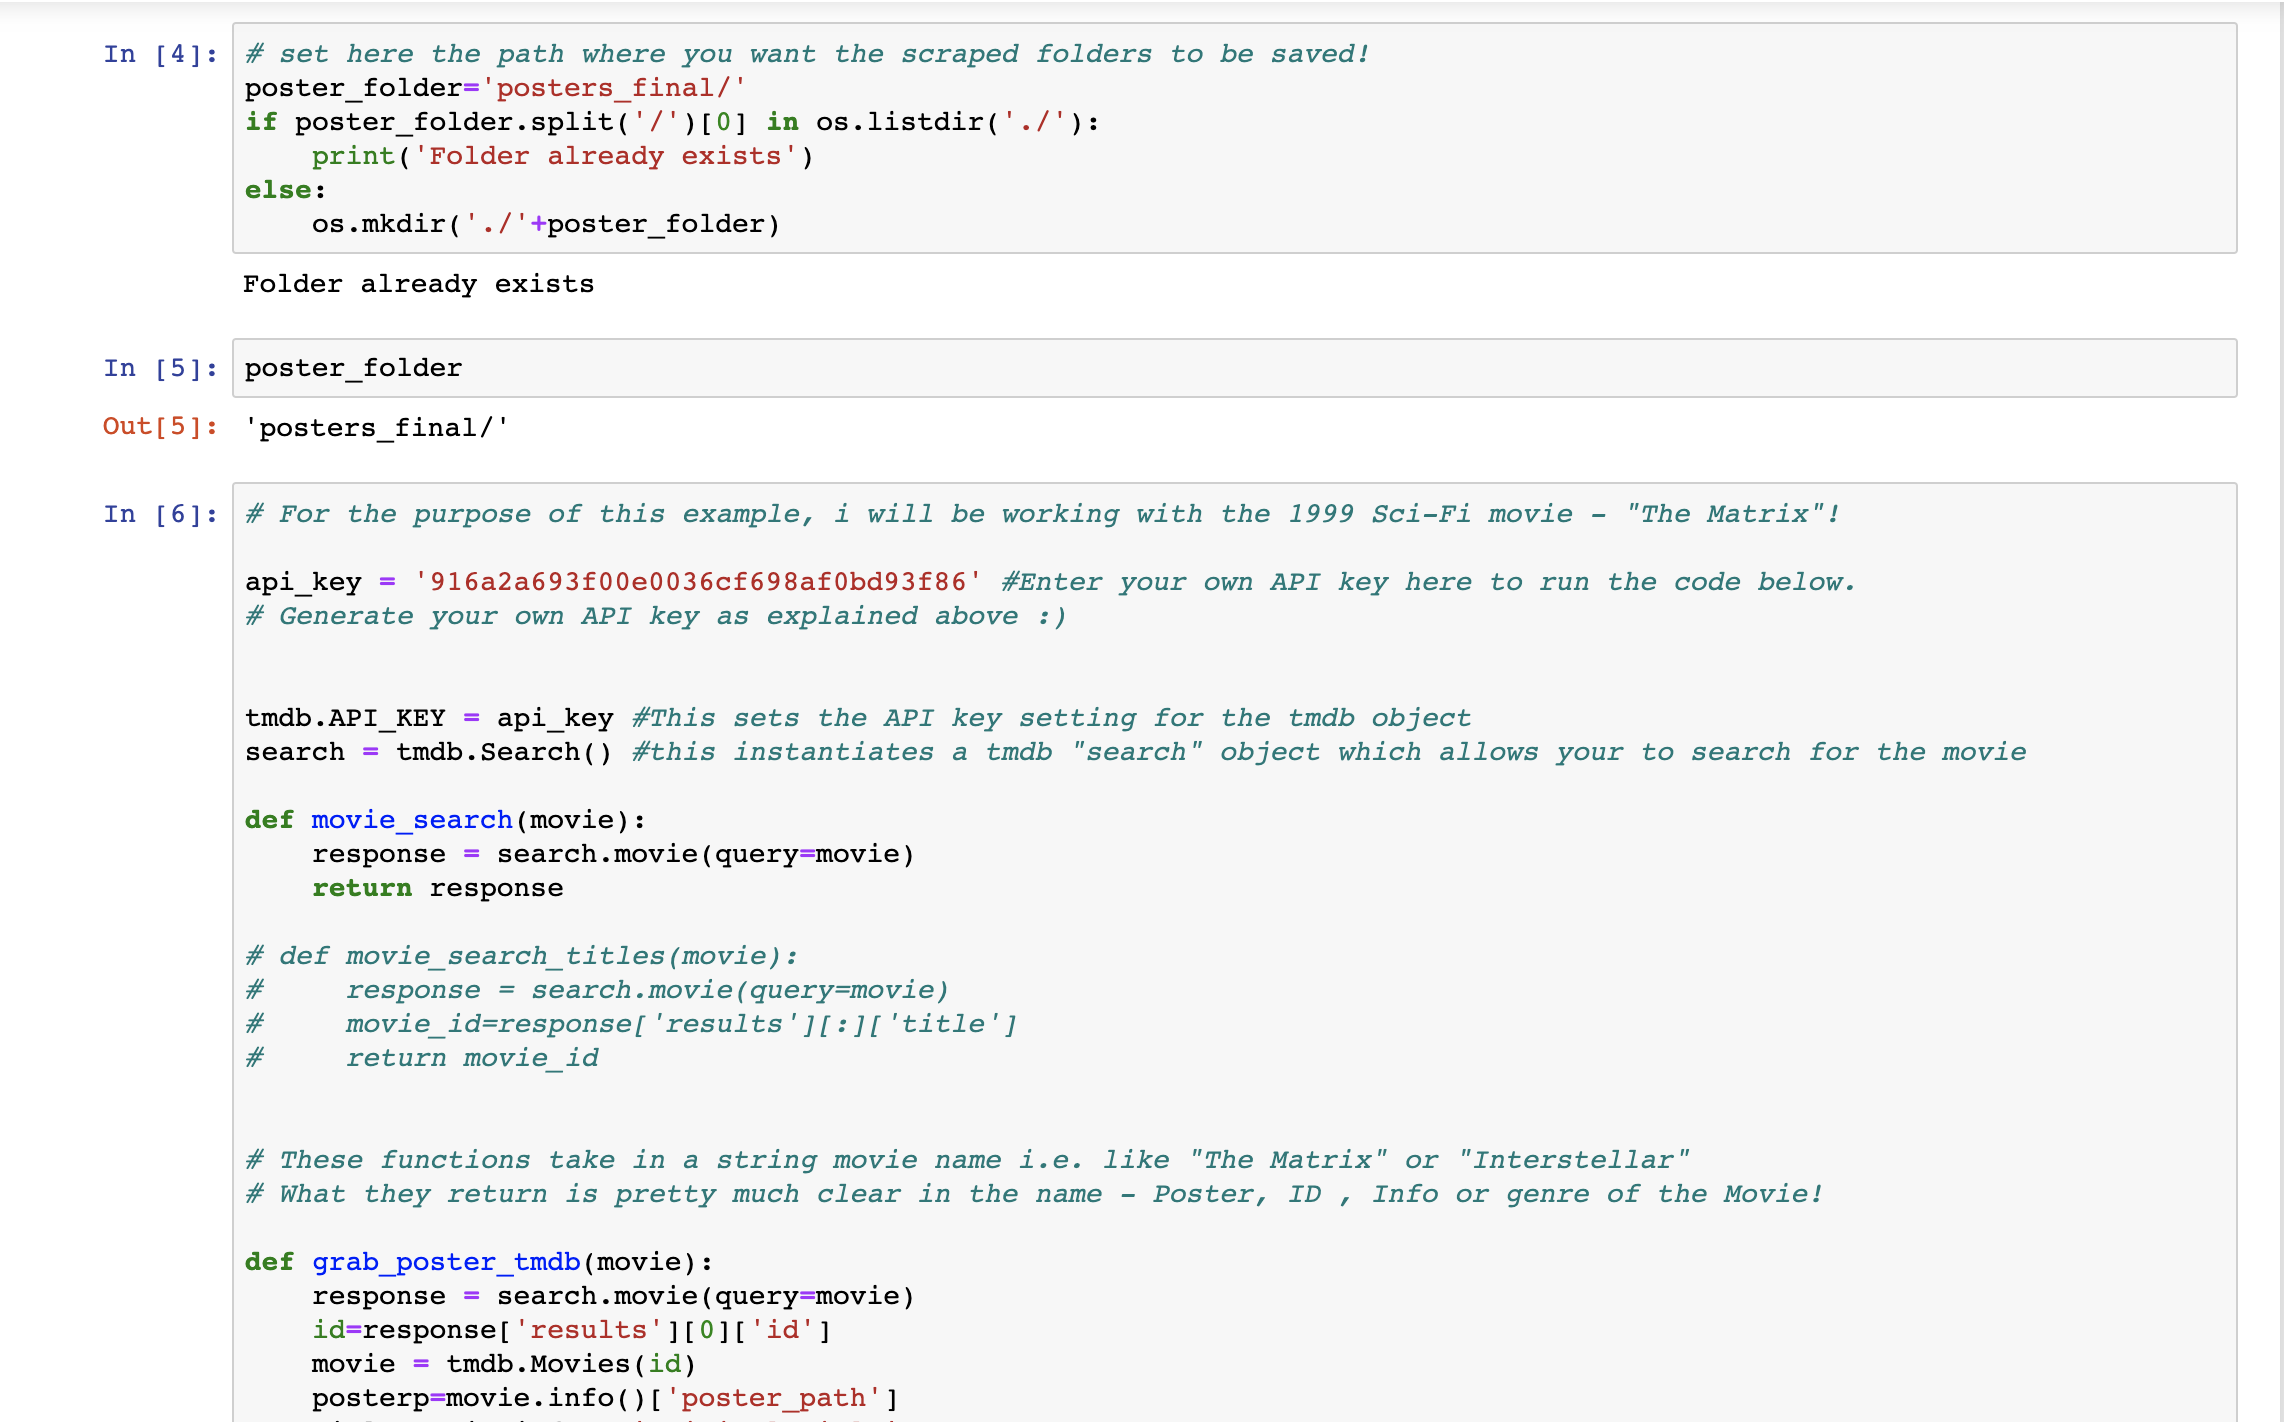 In [4]: # set here the path where you want the scraped folders to be saved!
poster_folder='posters_final/'
if poster_folder.split('/')[0] in os.listdir('./'):
    print('Folder already exists')
else:
    os.mkdir('./'+poster_folder)
Folder already exists
In [5]: poster_folder
Out[5]: 'posters_final/'
In [6]: # For the purpose of this example, i will be working with the 1999 Sci-Fi movie - "The Matrix"!
api_key = '916a2a693f00e0036cf698af0bd93f86' #Enter your own API key here to run the code below.
# Generate your own API key as explained above :)
tmdb.API_KEY = api_key #This sets the API key setting for the tmdb object
search = tmdb.Search() #this instantiates a tmdb "search" object which allows your to search for the movie
def movie_search(movie):
    response = search.movie(query=movie)
    return response
# def movie_search_titles(movie):
#     response = search.movie(query=movie)
#     movie_id=response['results'][:]['title']
#     return movie_id
# These functions take in a string movie name i.e. like "The Matrix" or "Interstellar"
# What they return is pretty much clear in the name - Poster, ID , Info or genre of the Movie!
def grab_poster_tmdb(movie):
    response = search.movie(query=movie)
    id=response['results'][0]['id']
    movie = tmdb.Movies(id)
    posterp=movie.info()['poster_path']